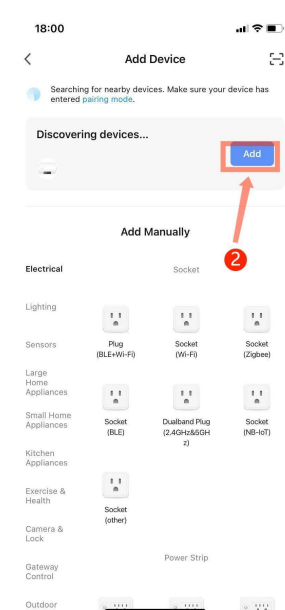 18:00
Add Device
Searching for nearby devices. Make sure your device has
entered pairing mode.
Discovering devices...
Add
2
Add Manually
Electrical
Socket
Lighting
Plug
(BLE+Wi-Fi)
Socket
(Wi-Fi)
Socket
(Zigbee)
Sensors
Large
Home
Appliances
Socket
(BLE)
Dualband Plug
(2.4GHz&5GH
z)
Socket
(NB-IoT)
Small Home
Appliances
Kitchen
Appliances
Exercise &
Health
Socket
(other)
Camera &
Lock
Power Strip
Gateway
Control
Outdoor